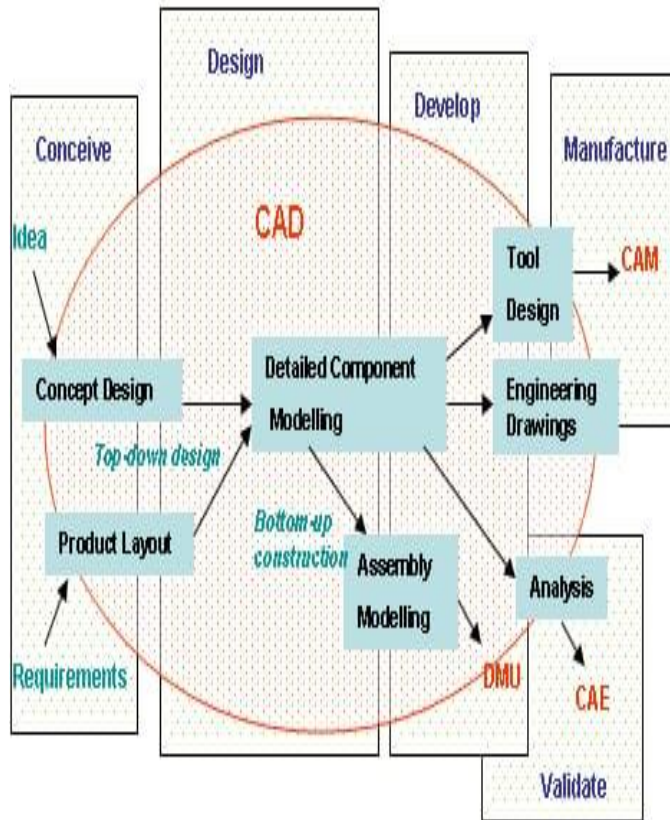 Design
Develop
Conceive
Manufacture
CAD
Idea
Tool
Design
CAM
Concept Design
Detailed Component
Modelling
Engineering
Drawings
Top-down design
Product Layout
Bottom-up
construction
Assembly
Modelling
Analysis
Requirements
DMU
CAE
Validate